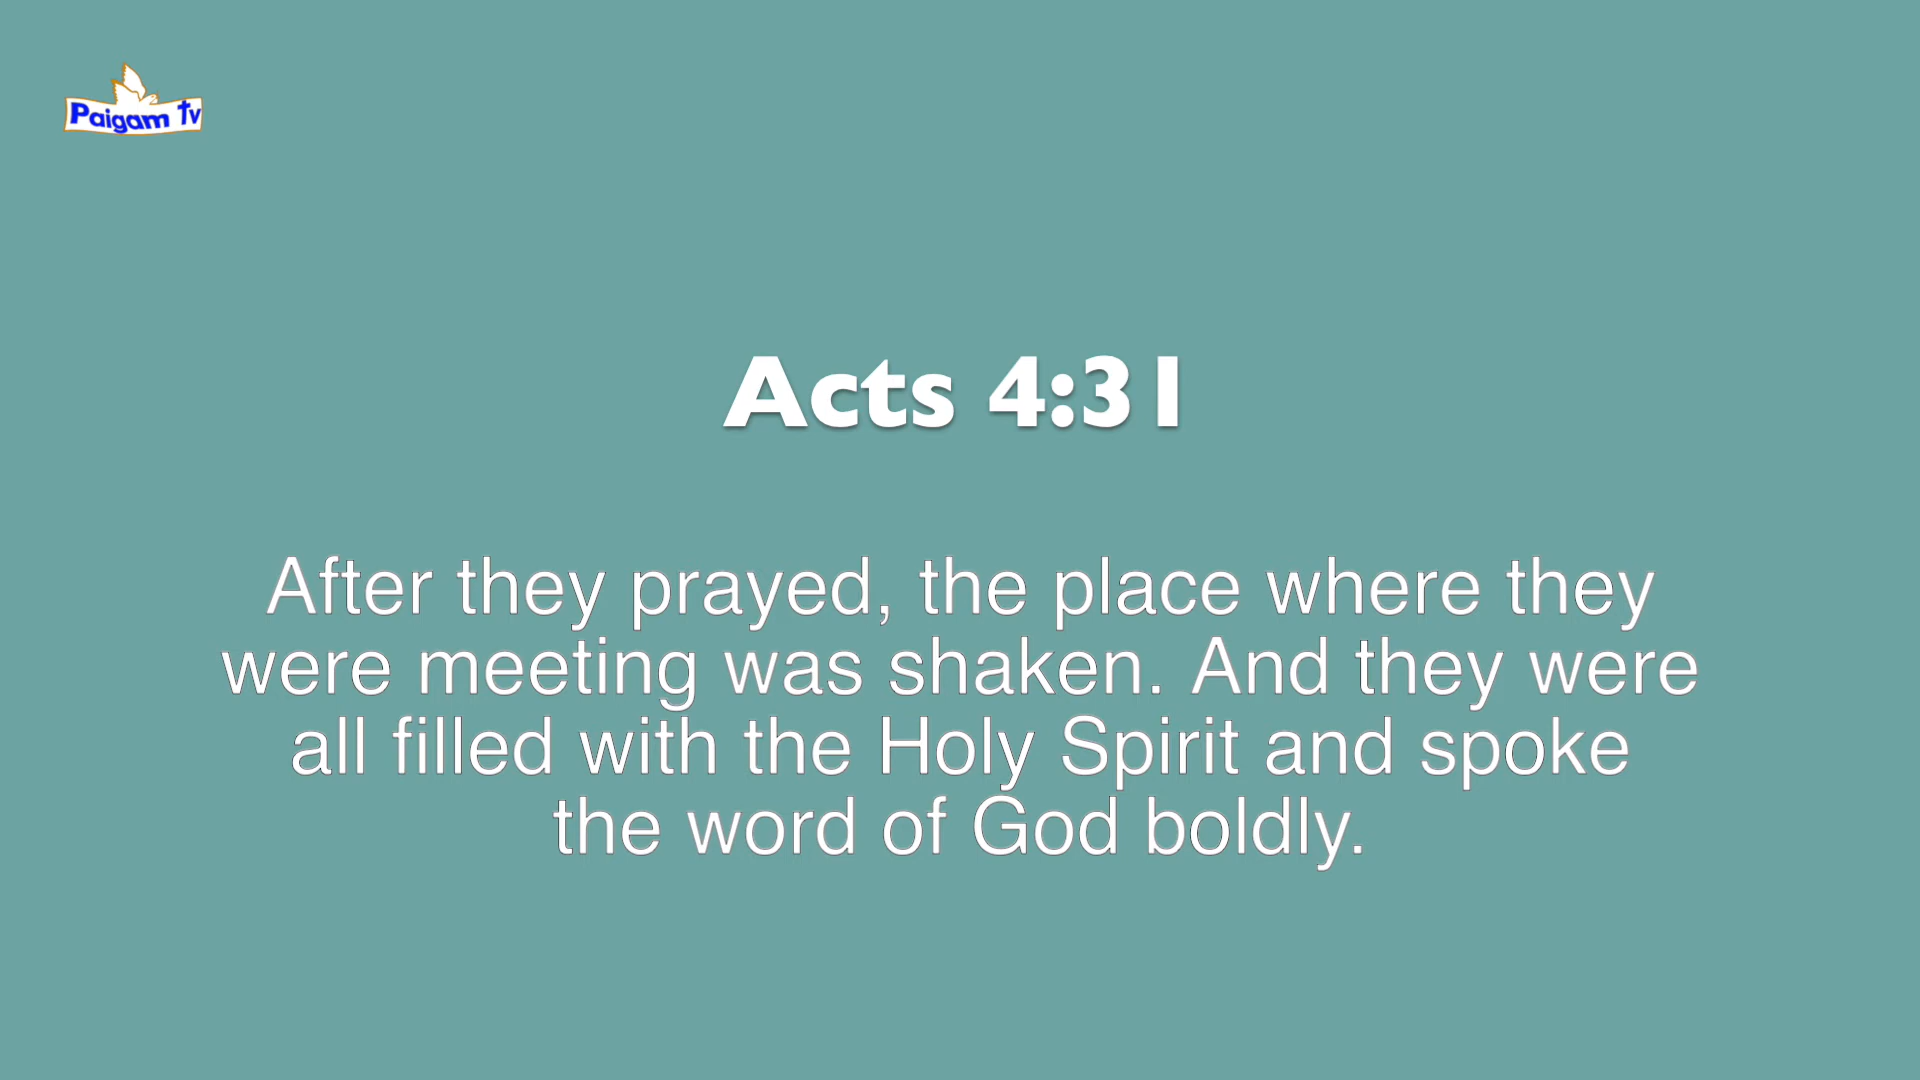 Paigam Tv
Acts 4:31
After they prayed, the place where they
were meeting was shaken. And they were
all filled with the Holy Spirit and spoke
the word of God boldly.